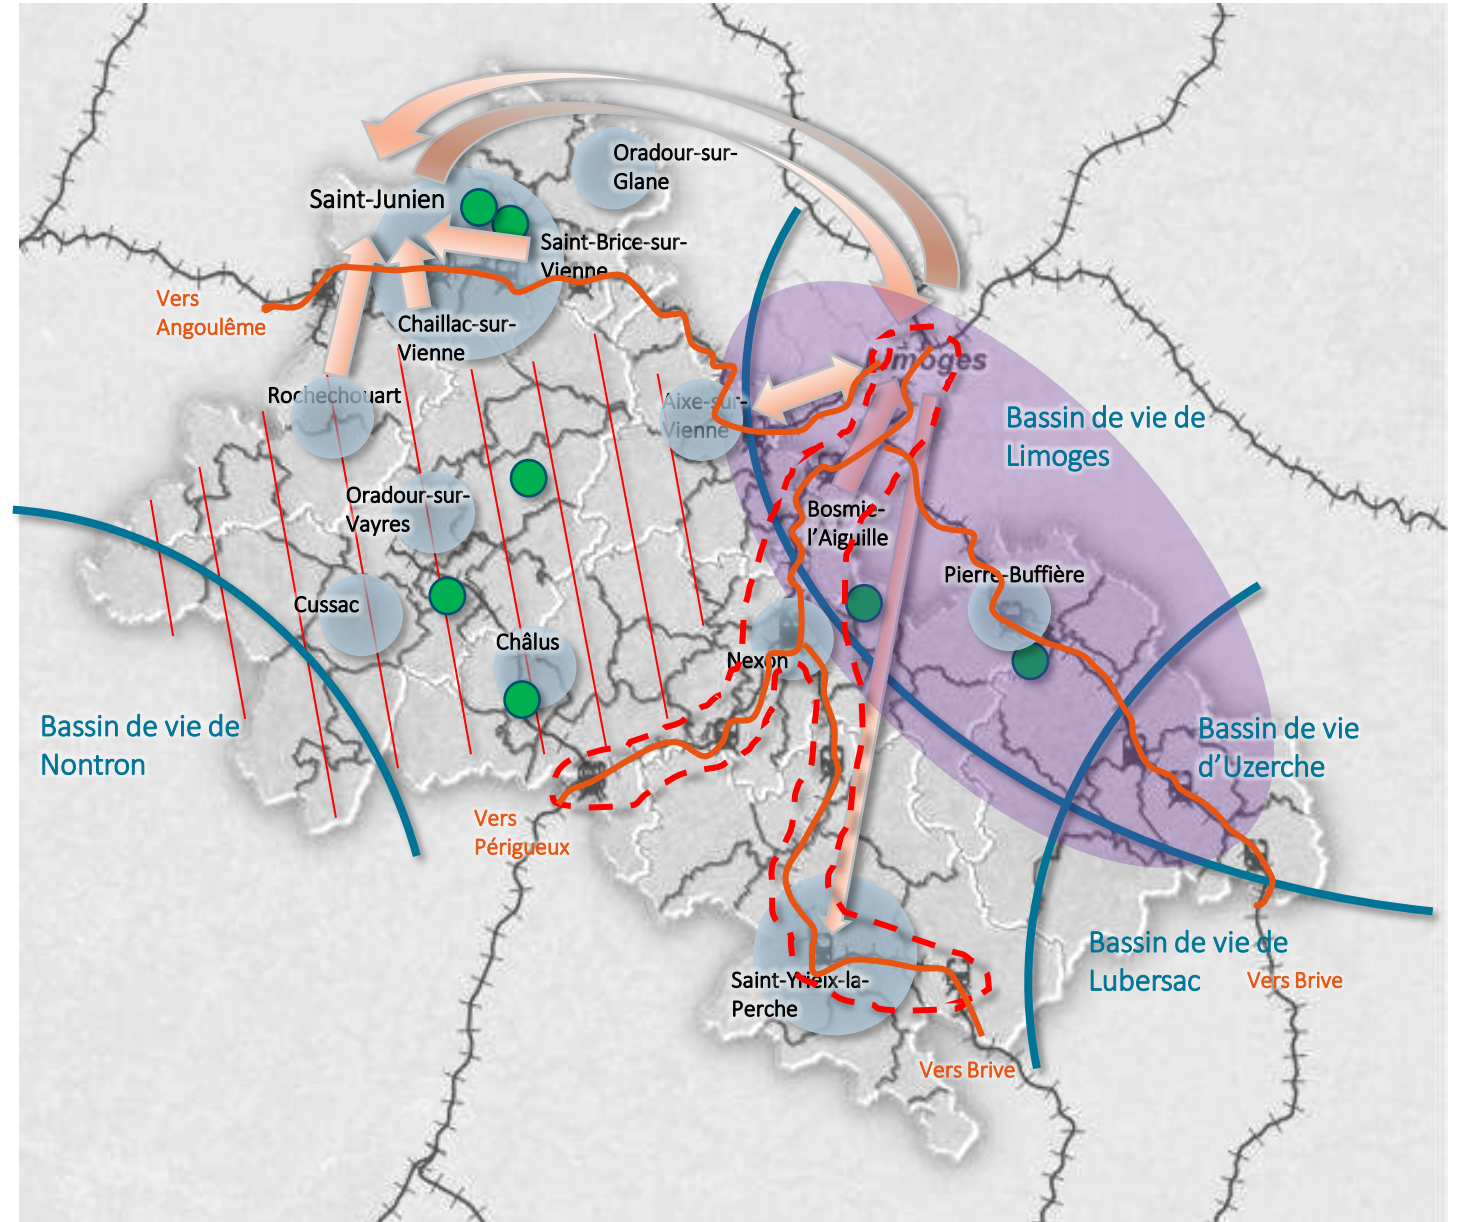 Oradour-sur-
Glane
Saint-Junien
Saint-Brice-sur-
Vienne
Vers
Angoulême
Chaillac-sur-
Vienne
Limoges
Rochechouart
Aixe-sur-
Vienne
Bassin de vie de
Limoges
Oradour-sur-
Vayres
Bosmie-
l'Aiguille
Pierre-Buffière
Cussac
Châlus
Nexon
Bassin de vie de
Nontron
Bassin de vie
d'Uzerche
Vers
Périgueux
Bassin de vie de
Lubersac
Saint-Yrieix-la-
Perche
Vers Brive
Vers Brive